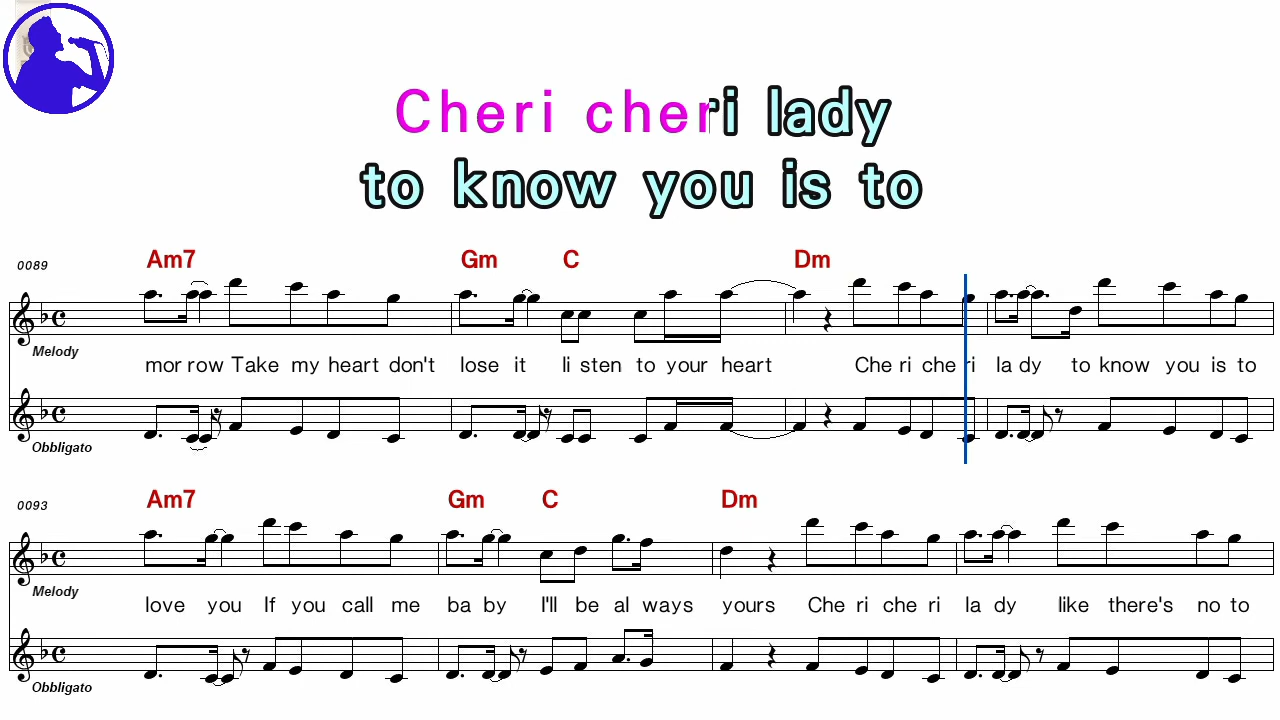 Cheri cheri lady
to know you is to
0089
Am7 Gm C Dm
Melody
mor row Take my heart don't lose it li sten to your heart Che ri che ri la dy to know you is to
Obbligato
0093
Am7 Gm C Dm
Melody
love you If you call me ba by I'll be al ways yours Che ri che ri la dy like there's no to
Obbligato